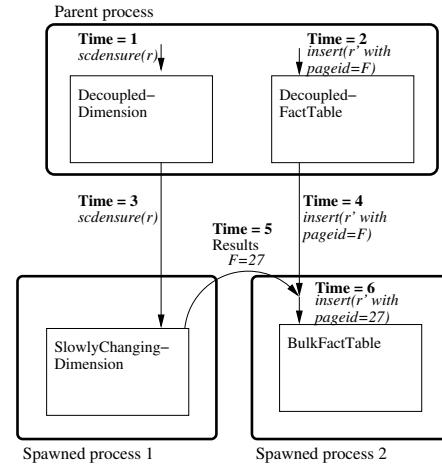 Parent process
Time = 1
scdensure(r)
Time = 2
insert(r' with
pageid=F)
Decoupled−
Dimension
Decoupled−
FactTable
Time = 3
scdensure(r)
Time = 4
insert(r' with
pageid=F)
Time = 5
Results
F=27
Time = 6
insert(r' with
pageid=27)
SlowlyChanging−
Dimension
BulkFactTable
Spawned process 1
Spawned process 2